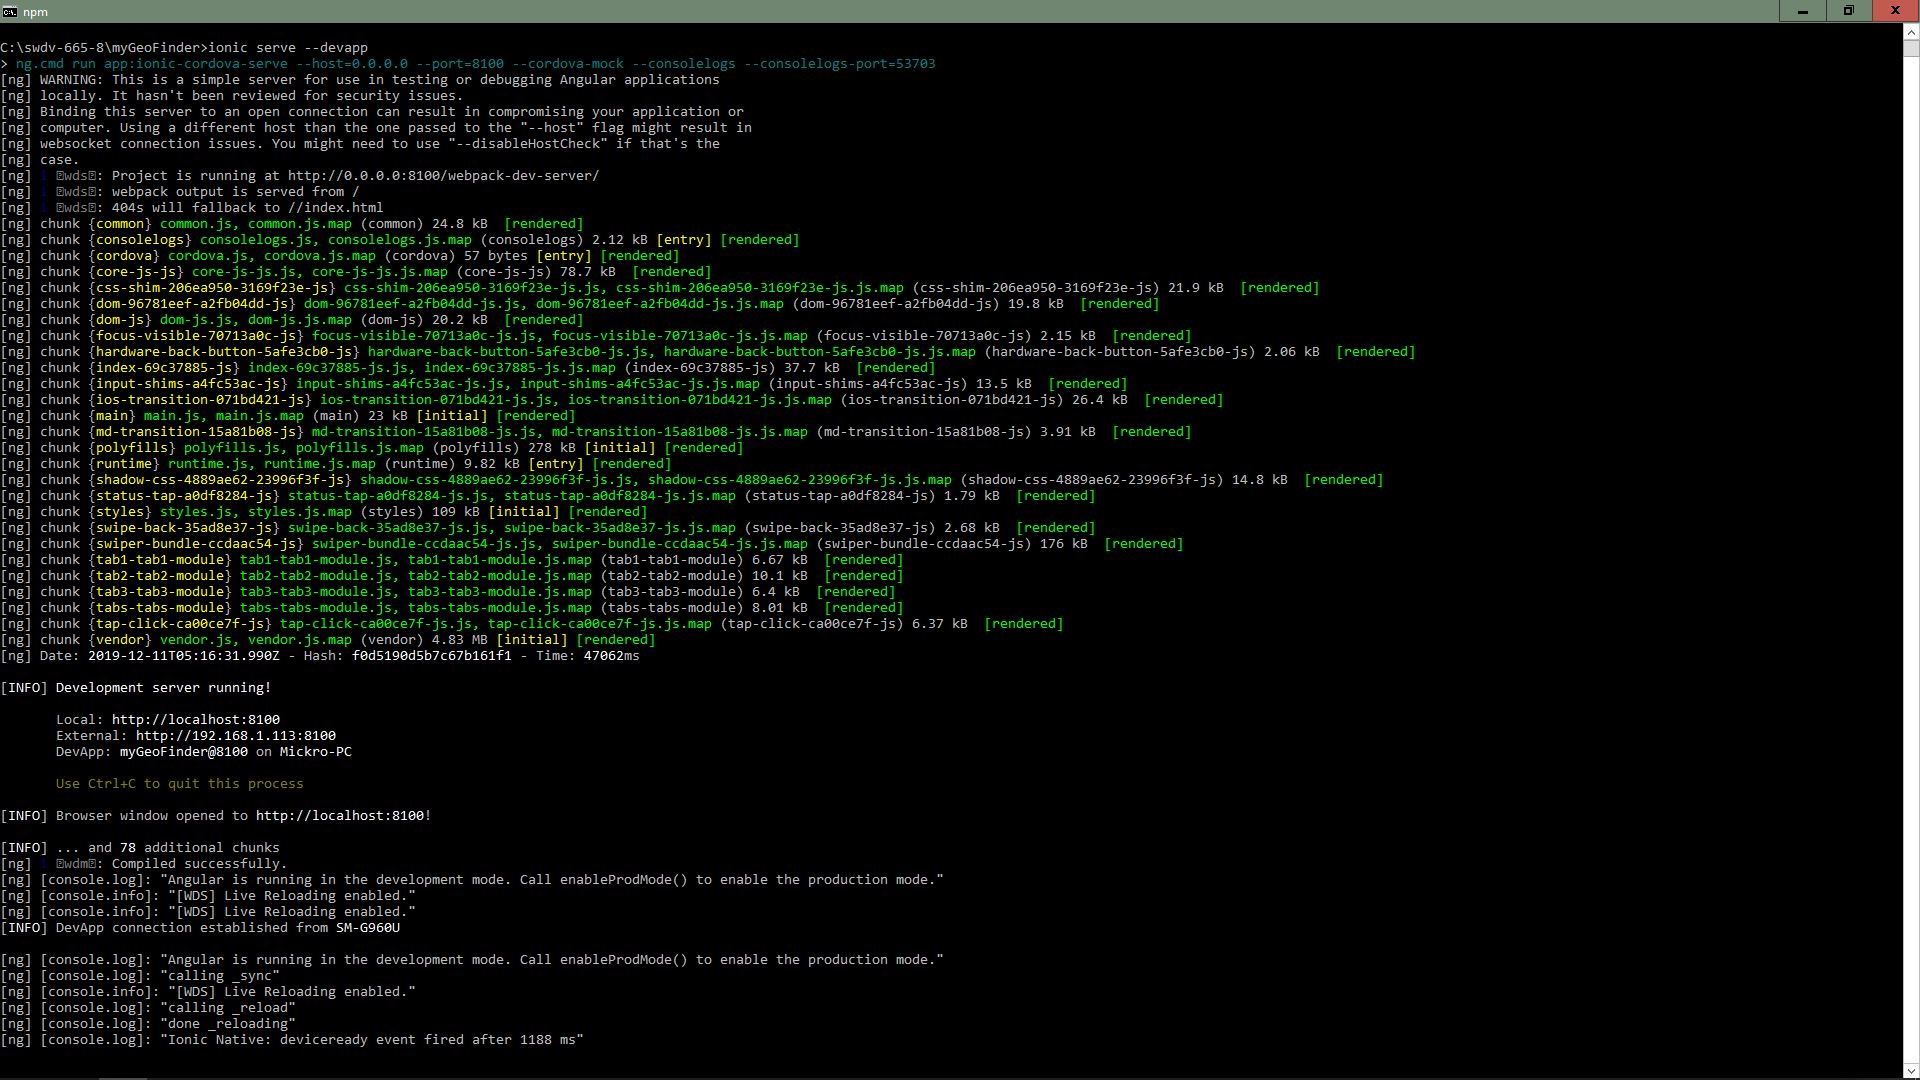 npm
C:\swdv-665-8\myGeoFinder>ionic serve --devapp
> ng.cmd run app:ionic-cordova-serve --host=0.0.0.0 --port=8100 --cordova-mock --consolelogs --consolelogs-port=53703
[ng] WARNING: This is a simple server for use in testing or debugging Angular applications
[ng] locally. It hasn't been reviewed for security issues.
[ng] Binding this server to an open connection can result in compromising your application or
[ng] computer. Using a different host than the one passed to the "--host" flag might result in
[ng] websocket connection issues. You might need to use "--disableHostCheck" if that's the
[ng] case.
[ng] i ｢wds｣: Project is running at http://0.0.0.0:8100/webpack-dev-server/
[ng] i ｢wds｣: webpack output is served from /
[ng] i ｢wds｣: 404s will fallback to //index.html
[ng] chunk {common} common.js, common.js.map (common) 24.8 kB  [rendered]
[ng] chunk {consolelogs} consolelogs.js, consolelogs.js.map (consolelogs) 2.12 kB [entry] [rendered]
[ng] chunk {cordova} cordova.js, cordova.js.map (cordova) 57 bytes [entry] [rendered]
[ng] chunk {core-js-js} core-js-js.js, core-js-js.js.map (core-js-js) 78.7 kB  [rendered]
[ng] chunk {css-shim-206ea950-3169f23e-js} css-shim-206ea950-3169f23e-js.js, css-shim-206ea950-3169f23e-js.js.map (css-shim-206ea950-3169f23e-js) 21.9 kB  [rendered]
[ng] chunk {dom-96781eef-a2fb04dd-js} dom-96781eef-a2fb04dd-js.js, dom-96781eef-a2fb04dd-js.js.map (dom-96781eef-a2fb04dd-js) 19.8 kB  [rendered]
[ng] chunk {dom-js} dom-js.js, dom-js.js.map (dom-js) 20.2 kB  [rendered]
[ng] chunk {focus-visible-70713a0c-js} focus-visible-70713a0c-js.js, focus-visible-70713a0c-js.js.map (focus-visible-70713a0c-js) 2.15 kB  [rendered]
[ng] chunk {hardware-back-button-5afe3cb0-js} hardware-back-button-5afe3cb0-js.js, hardware-back-button-5afe3cb0-js.js.map (hardware-back-button-5afe3cb0-js) 2.06 kB  [rendered]
[ng] chunk {index-69c37885-js} index-69c37885-js.js, index-69c37885-js.js.map (index-69c37885-js) 37.7 kB  [rendered]
[ng] chunk {input-shims-a4fc53ac-js} input-shims-a4fc53ac-js.js, input-shims-a4fc53ac-js.js.map (input-shims-a4fc53ac-js) 13.5 kB  [rendered]
[ng] chunk {ios-transition-071bd421-js} ios-transition-071bd421-js.js, ios-transition-071bd421-js.js.map (ios-transition-071bd421-js) 26.4 kB  [rendered]
[ng] chunk {main} main.js, main.js.map (main) 23 kB [initial] [rendered]
[ng] chunk {md-transition-15a81b08-js} md-transition-15a81b08-js.js, md-transition-15a81b08-js.js.map (md-transition-15a81b08-js) 3.91 kB  [rendered]
[ng] chunk {polyfills} polyfills.js, polyfills.js.map (polyfills) 278 kB [initial] [rendered]
[ng] chunk {runtime} runtime.js, runtime.js.map (runtime) 9.82 kB [entry] [rendered]
[ng] chunk {shadow-css-4889ae62-23996f3f-js} shadow-css-4889ae62-23996f3f-js.js, shadow-css-4889ae62-23996f3f-js.js.map (shadow-css-4889ae62-23996f3f-js) 14.8 kB  [rendered]
[ng] chunk {status-tap-a0df8284-js} status-tap-a0df8284-js.js, status-tap-a0df8284-js.js.map (status-tap-a0df8284-js) 1.79 kB  [rendered]
[ng] chunk {styles} styles.js, styles.js.map (styles) 109 kB [initial] [rendered]
[ng] chunk {swipe-back-35ad8e37-js} swipe-back-35ad8e37-js.js, swipe-back-35ad8e37-js.js.map (swipe-back-35ad8e37-js) 2.68 kB  [rendered]
[ng] chunk {swiper-bundle-ccdaac54-js} swiper-bundle-ccdaac54-js.js, swiper-bundle-ccdaac54-js.js.map (swiper-bundle-ccdaac54-js) 176 kB  [rendered]
[ng] chunk {tab1-tab1-module} tab1-tab1-module.js, tab1-tab1-module.js.map (tab1-tab1-module) 6.67 kB  [rendered]
[ng] chunk {tab2-tab2-module} tab2-tab2-module.js, tab2-tab2-module.js.map (tab2-tab2-module) 10.1 kB  [rendered]
[ng] chunk {tab3-tab3-module} tab3-tab3-module.js, tab3-tab3-module.js.map (tab3-tab3-module) 6.4 kB  [rendered]
[ng] chunk {tabs-tabs-module} tabs-tabs-module.js, tabs-tabs-module.js.map (tabs-tabs-module) 8.01 kB  [rendered]
[ng] chunk {tap-click-ca00ce7f-js} tap-click-ca00ce7f-js.js, tap-click-ca00ce7f-js.js.map (tap-click-ca00ce7f-js) 6.37 kB  [rendered]
[ng] chunk {vendor} vendor.js, vendor.js.map (vendor) 4.83 MB [initial] [rendered]
[ng] Date: 2019-12-11T05:16:31.990Z - Hash: f0d5190d5b7c67b161f1 - Time: 47062ms
[INFO] Development server running!
Local: http://localhost:8100
External: http://192.168.1.113:8100
DevApp: myGeoFinder@8100 on Mickro-PC
Use Ctrl+C to quit this process
[INFO] Browser window opened to http://localhost:8100!
[INFO] ... and 78 additional chunks
[ng] i ｢wdm｣: Compiled successfully.
[ng] [console.log]: "Angular is running in the development mode. Call enableProdMode() to enable the production mode."
[ng] [console.info]: "[WDS] Live Reloading enabled."
[ng] [console.info]: "[WDS] Live Reloading enabled."
[INFO] DevApp connection established from SM-G960U
[ng] [console.log]: "Angular is running in the development mode. Call enableProdMode() to enable the production mode."
[ng] [console.log]: "calling _sync"
[ng] [console.info]: "[WDS] Live Reloading enabled."
[ng] [console.log]: "calling _reload"
[ng] [console.log]: "done _reloading"
[ng] [console.log]: "Ionic Native: deviceready event fired after 1188 ms"